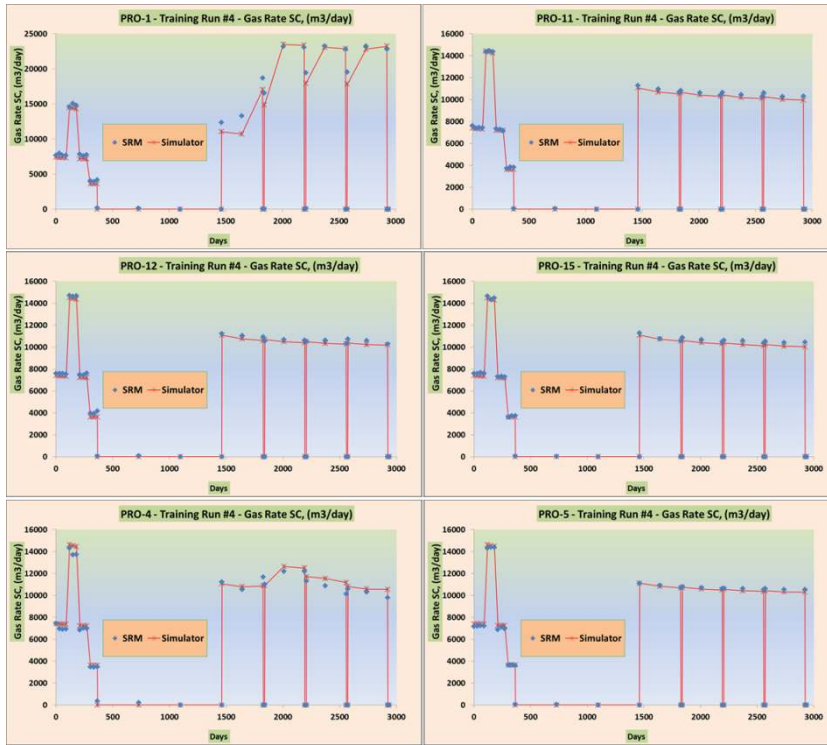 PRO-1 - Training Run #4 - Gas Rate SC, (m3/day)
Gas Rate SC, (m3/day)
25000
20000
15000
10000
5000
0
SRM
Simulator
0 500 1000 1500 2000 2500 3000
Days
PRO-11 - Training Run #4 - Gas Rate SC, (m3/day)
Gas Rate SC, (m3/day)
16000
14000
12000
10000
8000
6000
4000
2000
0
SRM
Simulator
0 500 1000 1500 2000 2500 3000
Days
PRO-12 - Training Run #4 - Gas Rate SC, (m3/day)
Gas Rate SC, (m3/day)
16000
14000
12000
10000
8000
6000
4000
2000
0
SRM
Simulator
0 500 1000 1500 2000 2500 3000
Days
PRO-15 - Training Run #4 - Gas Rate SC, (m3/day)
Gas Rate SC, (m3/day)
16000
14000
12000
10000
8000
6000
4000
2000
0
SRM
Simulator
0 500 1000 1500 2000 2500 3000
Days
PRO-4 - Training Run #4 - Gas Rate SC, (m3/day)
Gas Rate SC, (m3/day)
16000
14000
12000
10000
8000
6000
4000
2000
0
SRM
Simulator
0 500 1000 1500 2000 2500 3000
Days
PRO-5 - Training Run #4 - Gas Rate SC, (m3/day)
Gas Rate SC, (m3/day)
16000
14000
12000
10000
8000
6000
4000
2000
0
SRM
Simulator
0 500 1000 1500 2000 2500 3000
Days